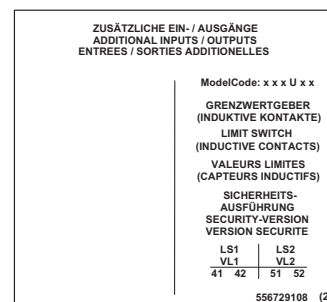 ZUSÄTZLICHE EIN- / AUSGÄNGE
ADDITIONAL INPUTS / OUTPUTS
ENTREES / SORTIES ADDITIONELLES
ModelCode: x x x U x x
GRENZWERTGEBER
(INDUKTIVE KONTAKTE)
LIMIT SWITCH
(INDUCTIVE CONTACTS)
VALEURS LIMITES
(CAPTEURS INDUCTIFS)
SICHERHEITS-
AUSFÜHRUNG
SECURITY-VERSION
VERSION SECURITE
LS1 LS2
VL1 VL2
41 42 51 52
556729108 (2